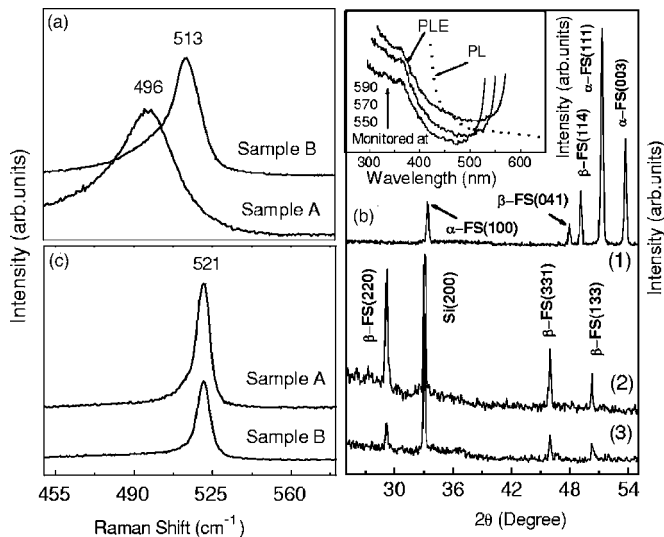 (a)
513
496
Sample B
Sample A
Intensity (arb.units)
(c)
521
Sample A
Sample B
455 490 525 560
Raman Shift (cm⁻¹)
PLE
PL
590
570
550
Monitored at
300 400 500 600
Wavelength (nm)
Intensity (arb.units)
β–FS(114)
α–FS(111)
α–FS(003)
β–FS(041)
(b)
α–FS(100)
(1)
β–FS(220)
Si(200)
β–FS(331)
β–FS(133)
(2)
(3)
29 36 42 48 54
2θ (Degree)
Intensity (arb.units)